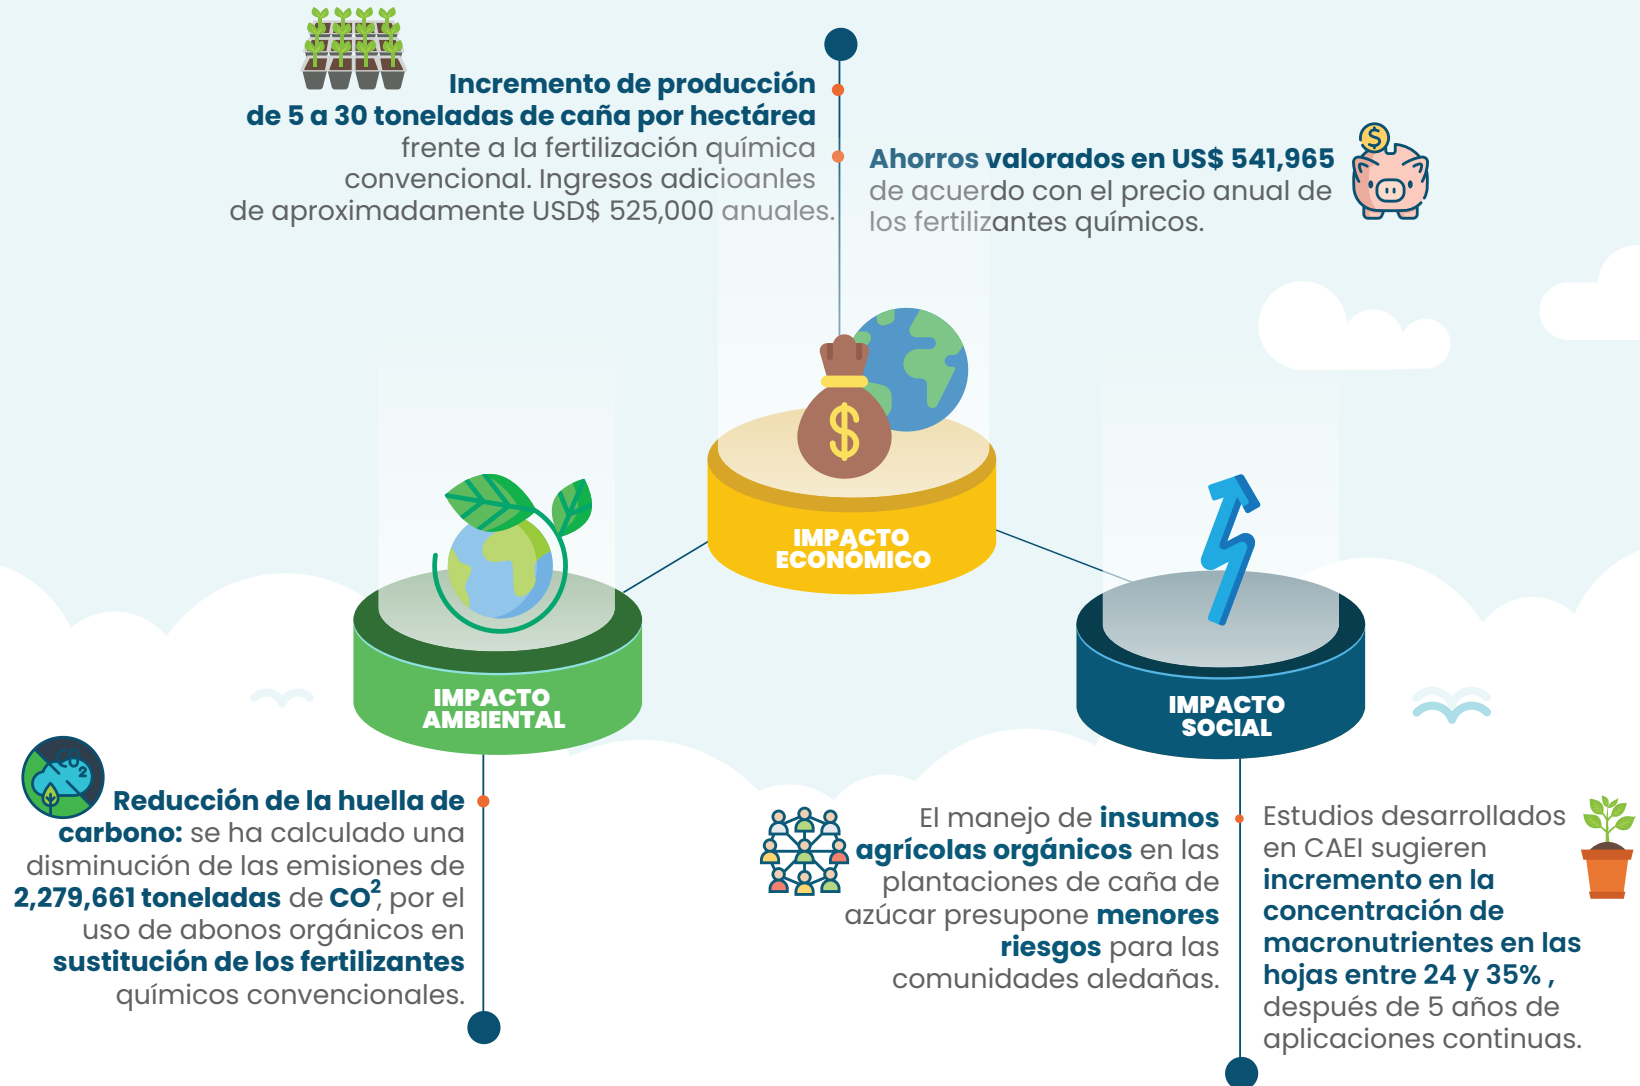 Incremento de producción
de 5 a 30 toneladas de caña por hectárea
frente a la fertilización química
convencional. Ingresos adicioanles
de aproximadamente USD$ 525,000 anuales.
Ahorros valorados en US$ 541,965
de acuerdo con el precio anual de
los fertilizantes químicos.
$
$
IMPACTO
ECONÓMICO
IMPACTO
AMBIENTAL
IMPACTO
SOCIAL
CO2
Reducción de la huella de
carbono: se ha calculado una
disminución de las emisiones de
2,279,661 toneladas de CO², por el
uso de abonos orgánicos en
sustitución de los fertilizantes
químicos convencionales.
El manejo de insumos
agrícolas orgánicos en las
plantaciones de caña de
azúcar presupone menores
riesgos para las
comunidades aledañas.
Estudios desarrollados
en CAEI sugieren
incremento en la
concentración de
macronutrientes en las
hojas entre 24 y 35% ,
después de 5 años de
aplicaciones continuas.